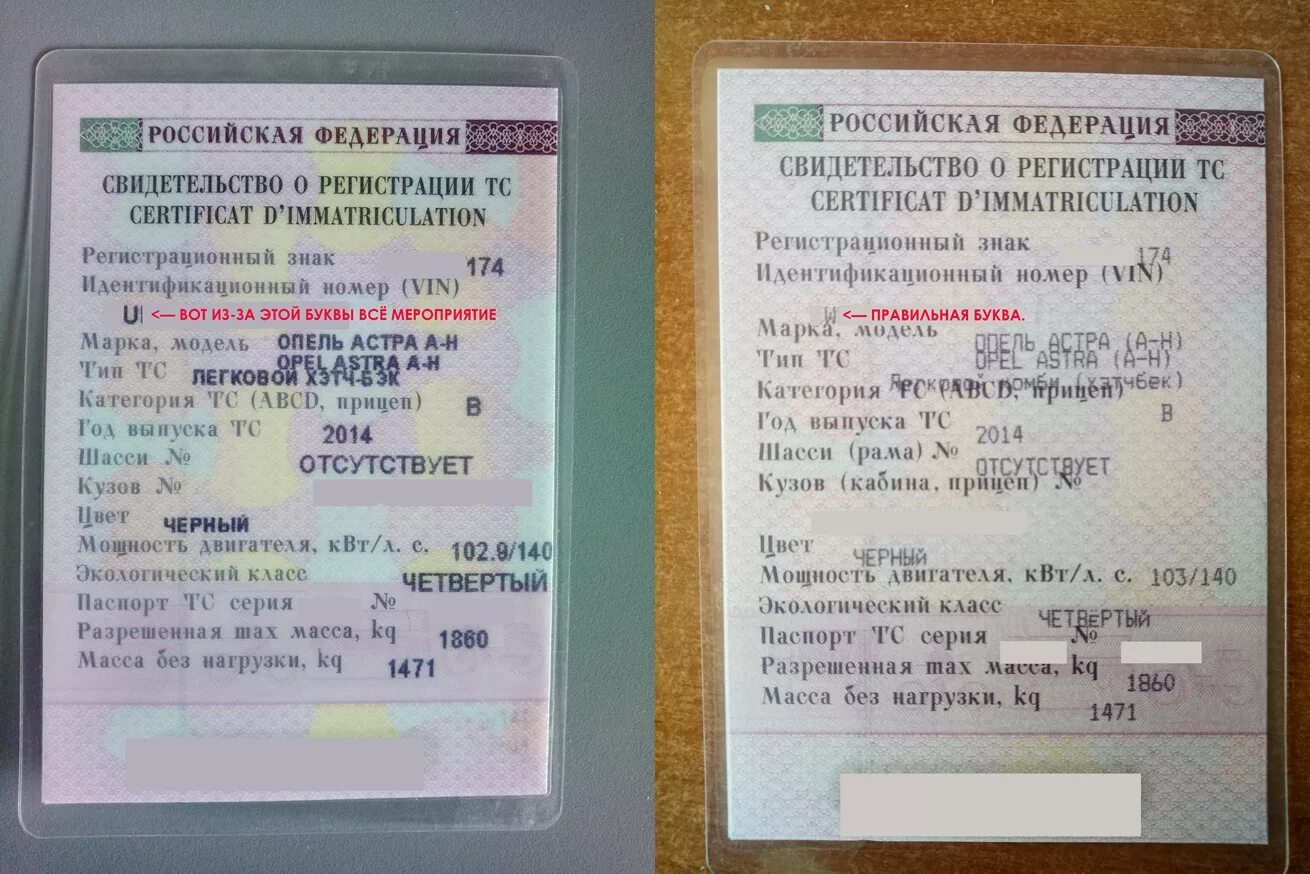 РОССИЙСКАЯ ФЕДЕРАЦИЯ
СВИДЕТЕЛЬСТВО О РЕГИСТРАЦИИ ТС
CERTIFICAT D'IMMATRICULATION
Регистрационный знак 174
Идентификационный номер (VIN)
U <— ВОТ ИЗ-ЗА ЭТОЙ БУКВЫ ВСЁ МЕРОПРИЯТИЕ
Марка, модель ОПЕЛЬ АСТРА А-Н
OPEL ASTRA A-H
Тип ТС ЛЕГКОВОЙ ХЭТЧ-БЭК
Категория ТС (ABCD, прицеп) B
Год выпуска ТС 2014
Шасси № ОТСУТСТВУЕТ
Кузов №
Цвет ЧЕРНЫЙ
Мощность двигателя, кВт/л. с. 102.9/140
Экологический класс ЧЕТВЕРТЫЙ
Паспорт ТС серия №
Разрешенная max масса, kq 1860
Масса без нагрузки, kq 1471
РОССИЙСКАЯ ФЕДЕРАЦИЯ
СВИДЕТЕЛЬСТВО О РЕГИСТРАЦИИ ТС
CERTIFICAT D'IMMATRICULATION
Регистрационный знак 174
Идентификационный номер (VIN)
W <— ПРАВИЛЬНАЯ БУКВА.
Марка, модель ОПЕЛЬ АСТРА (А-Н)
Тип ТС OPEL ASTRA (A-H)
Легковой комби (хэтчбек)
Категория ТС (ABCD, прицеп) B
Год выпуска ТС 2014
Шасси (рама) № ОТСУТСТВУЕТ
Кузов (кабина, прицеп) №
Цвет ЧЕРНЫЙ
Мощность двигателя, кВт/л. с. 103/140
Экологический класс ЧЕТВЁРТЫЙ
Паспорт ТС серия №
Разрешенная max масса, kq 1860
Масса без нагрузки, kq 1471